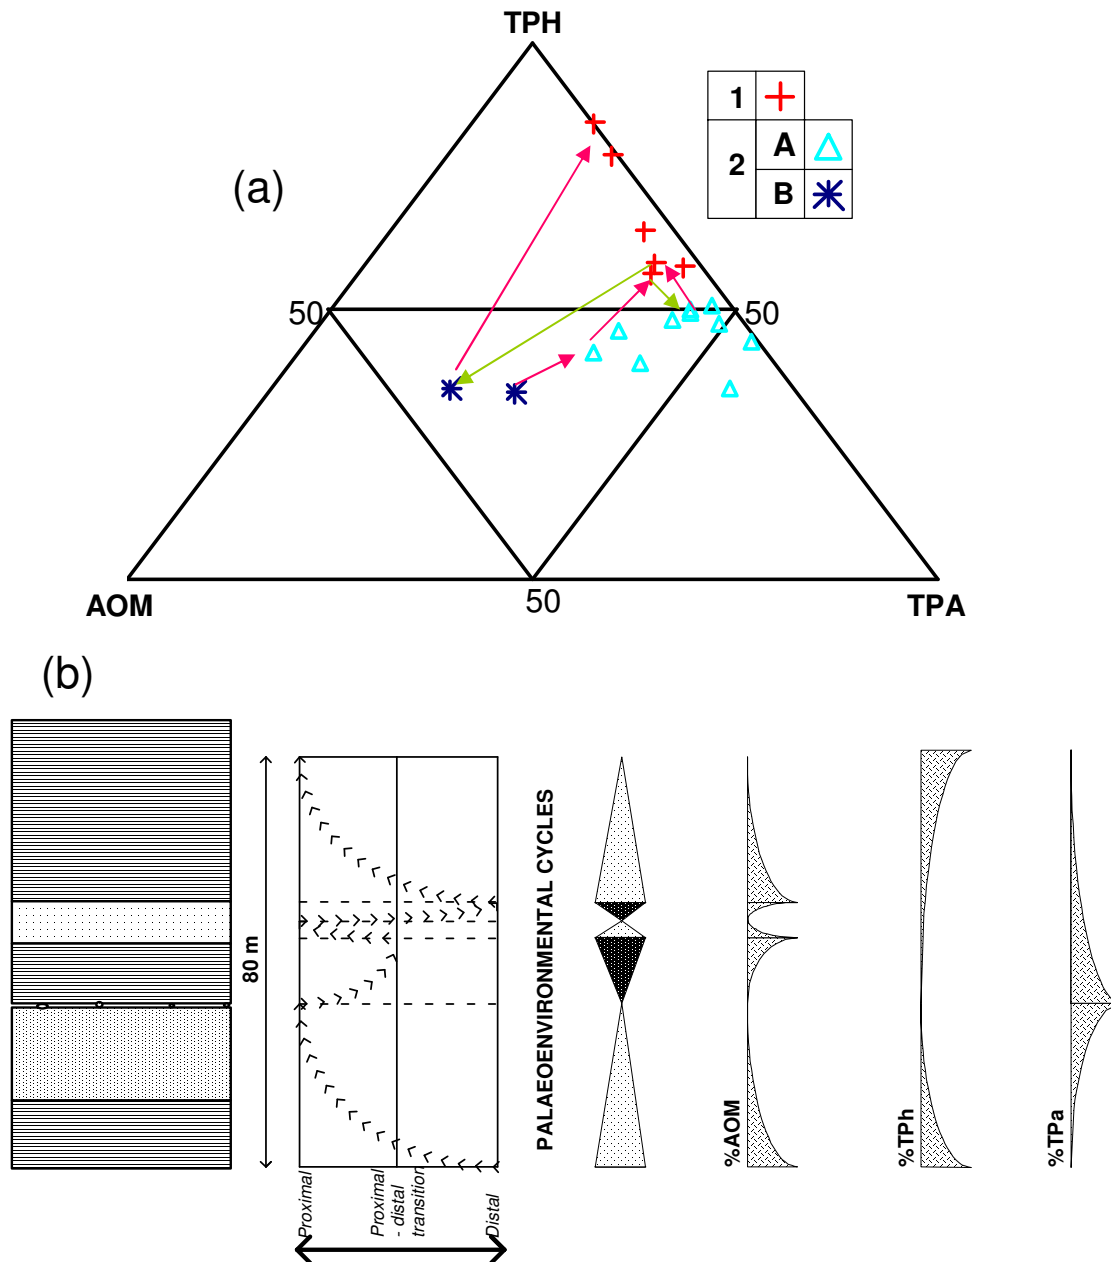 TPH
1
A
2
B
(a)
50
50
AOM
50
TPA
(b)
80 m
PALAEOENVIRONMENTAL CYCLES
%AOM
%TPh
%TPa
Proximal
Proximal
- distal
transition
Distal